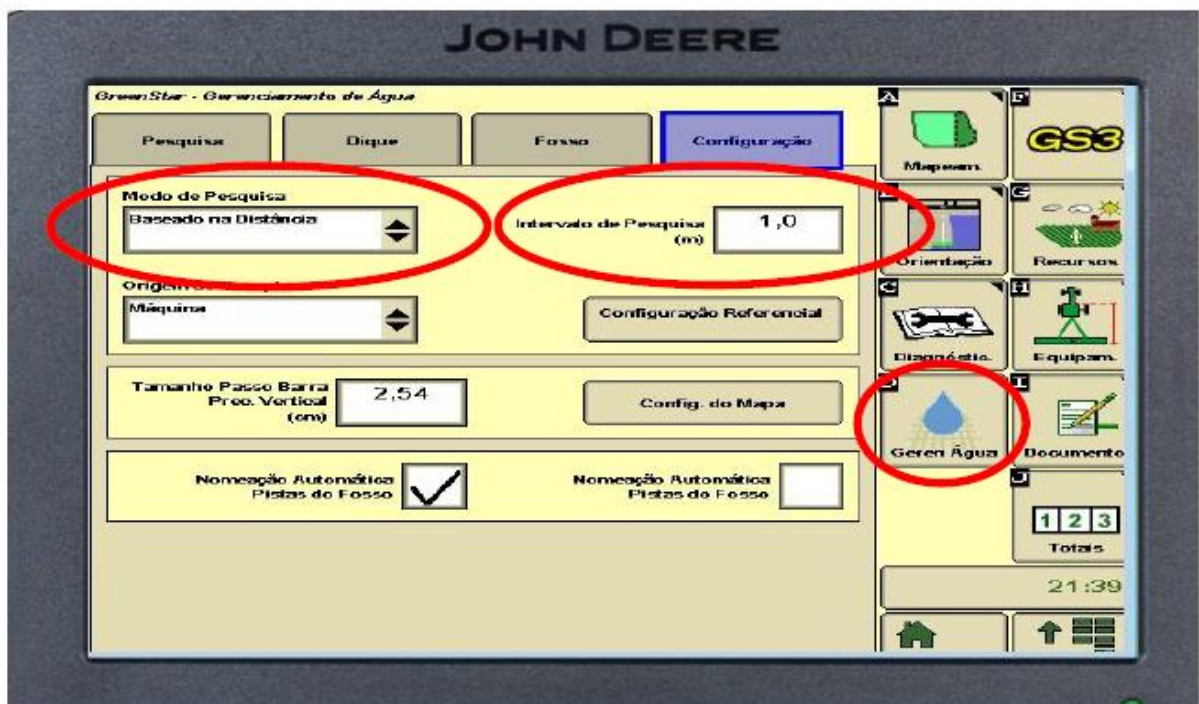 JOHN DEERE
GreenStar - Gerenciamento de Água
Pesquisa
Dique
Fosso
Configuração
Modo de Pesquisa
Baseado na Distância
Intervalo de Pesquisa
(m)
1,0
Origem
Máquina
Configuração Referencial
Tamanho Passo Barra
Prec. Vertical
(cm)
2,54
Config. do Mapa
Nomeação Automática
Pistas do Fosso
Nomeação Automática
Pistas do Fosso
A
Mapeam.
F
GS3
Orientação
G
Recursos
C
Diagnóstic.
H
Equipam.
D
Geren Água
I
Documento
J
1 2 3
Totais
21:39